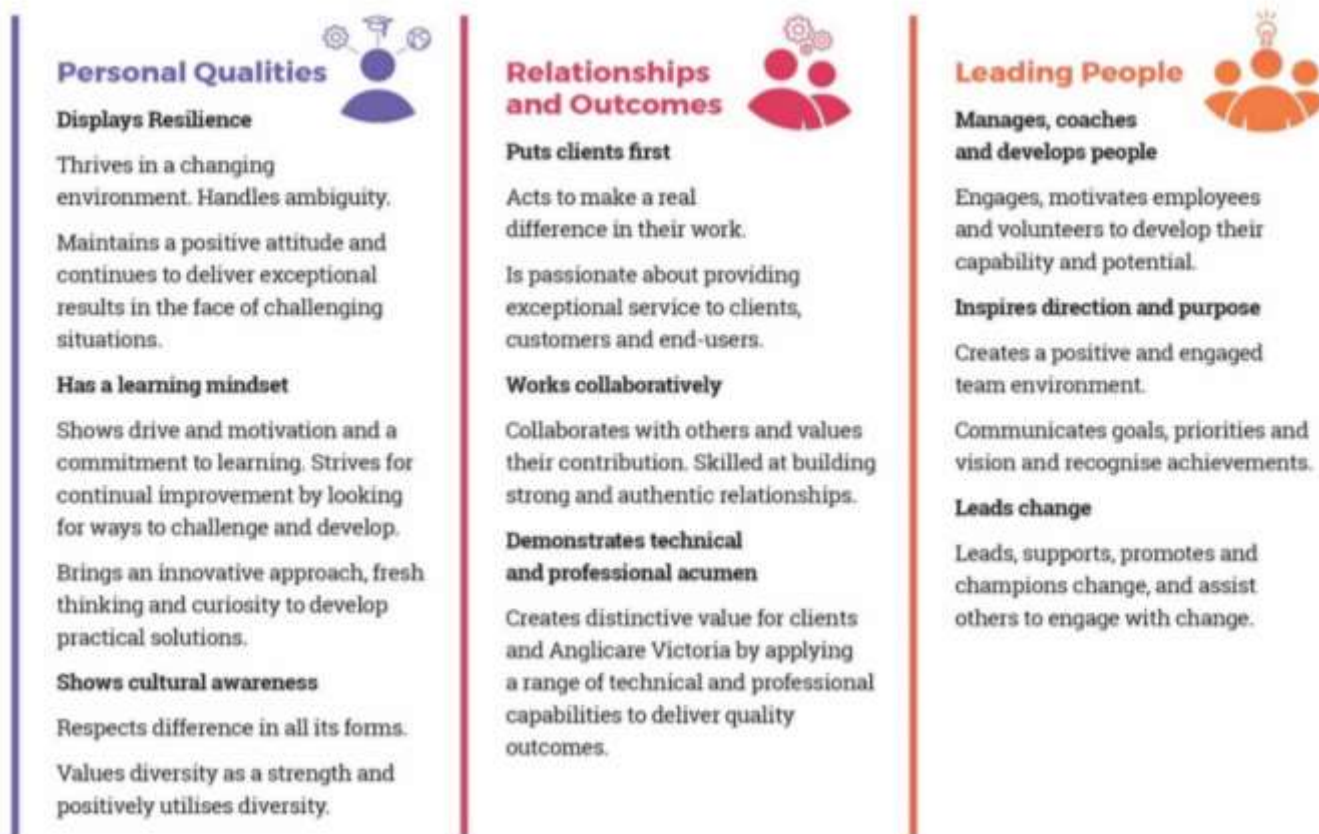 Personal Qualities
Displays Resilience
Thrives in a changing
environment. Handles ambiguity.
Maintains a positive attitude and
continues to deliver exceptional
results in the face of challenging
situations.
Has a learning mindset
Shows drive and motivation and a
commitment to learning. Strives for
continual improvement by looking
for ways to challenge and develop.
Brings an innovative approach, fresh
thinking and curiosity to develop
practical solutions.
Shows cultural awareness
Respects difference in all its forms.
Values diversity as a strength and
positively utilises diversity.
Relationships
and Outcomes
Puts clients first
Acts to make a real
difference in their work.
Is passionate about providing
exceptional service to clients,
customers and end-users.
Works collaboratively
Collaborates with others and values
their contribution. Skilled at building
strong and authentic relationships.
Demonstrates technical
and professional acumen
Creates distinctive value for clients
and Anglicare Victoria by applying
a range of technical and professional
capabilities to deliver quality
outcomes.
Leading People
Manages, coaches
and develops people
Engages, motivates employees
and volunteers to develop their
capability and potential.
Inspires direction and purpose
Creates a positive and engaged
team environment.
Communicates goals, priorities and
vision and recognise achievements.
Leads change
Leads, supports, promotes and
champions change, and assist
others to engage with change.